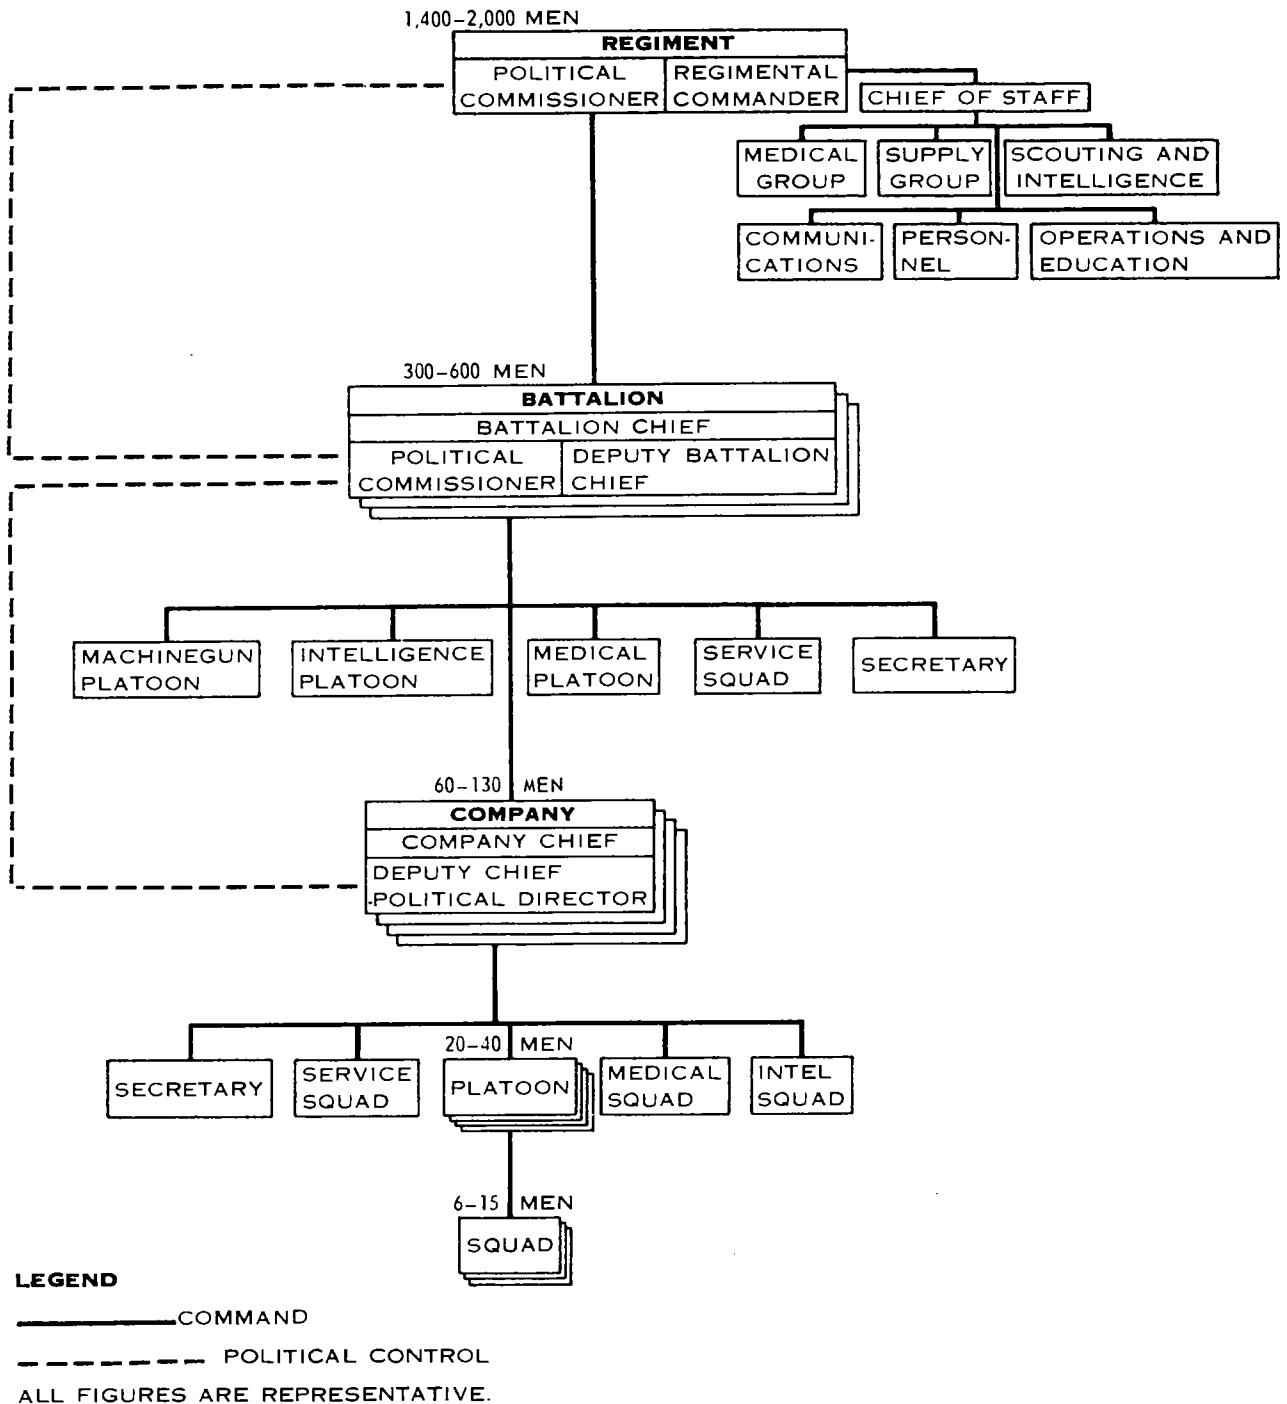 1,400-2,000 MEN
REGIMENT
POLITICAL
COMMISSIONER
REGIMENTAL
COMMANDER
CHIEF OF STAFF
MEDICAL
GROUP
SUPPLY
GROUP
SCOUTING AND
INTELLIGENCE
COMMUNI-
CATIONS
PERSON-
NEL
OPERATIONS AND
EDUCATION
300-600 MEN
BATTALION
BATTALION CHIEF
POLITICAL
COMMISSIONER
DEPUTY BATTALION
CHIEF
MACHINEGUN
PLATOON
INTELLIGENCE
PLATOON
MEDICAL
PLATOON
SERVICE
SQUAD
SECRETARY
60-130 MEN
COMPANY
COMPANY CHIEF
DEPUTY CHIEF
POLITICAL DIRECTOR
SECRETARY
SERVICE
SQUAD
20-40 MEN
PLATOON
MEDICAL
SQUAD
INTEL
SQUAD
6-15 MEN
SQUAD
LEGEND
COMMAND
POLITICAL CONTROL
ALL FIGURES ARE REPRESENTATIVE.